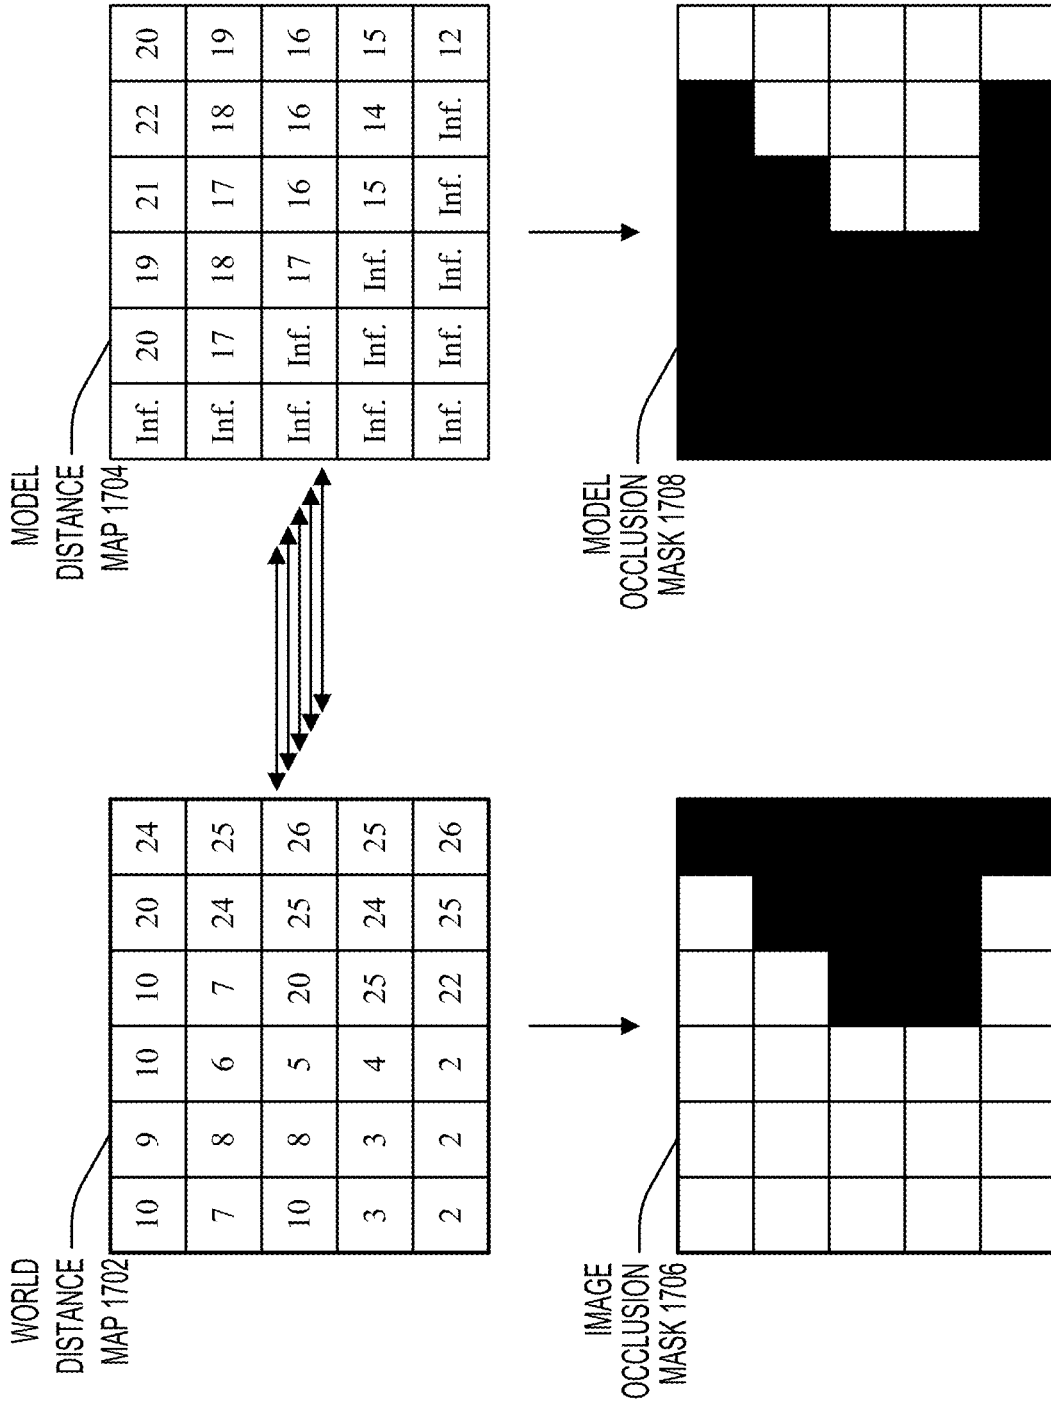 WORLD
DISTANCE
MAP 1702
10 9 10 10 20 24
7 8 6 7 24 25
10 8 5 20 25 26
3 3 4 25 24 25
2 2 2 22 25 26
MODEL
DISTANCE
MAP 1704
Inf. 20 19 21 22 20
Inf. 17 18 17 18 19
Inf. Inf. 17 16 16 16
Inf. Inf. Inf. 15 14 15
Inf. Inf. Inf. Inf. Inf. 12
IMAGE
OCCLUSION
MASK 1706
MODEL
OCCLUSION
MASK 1708